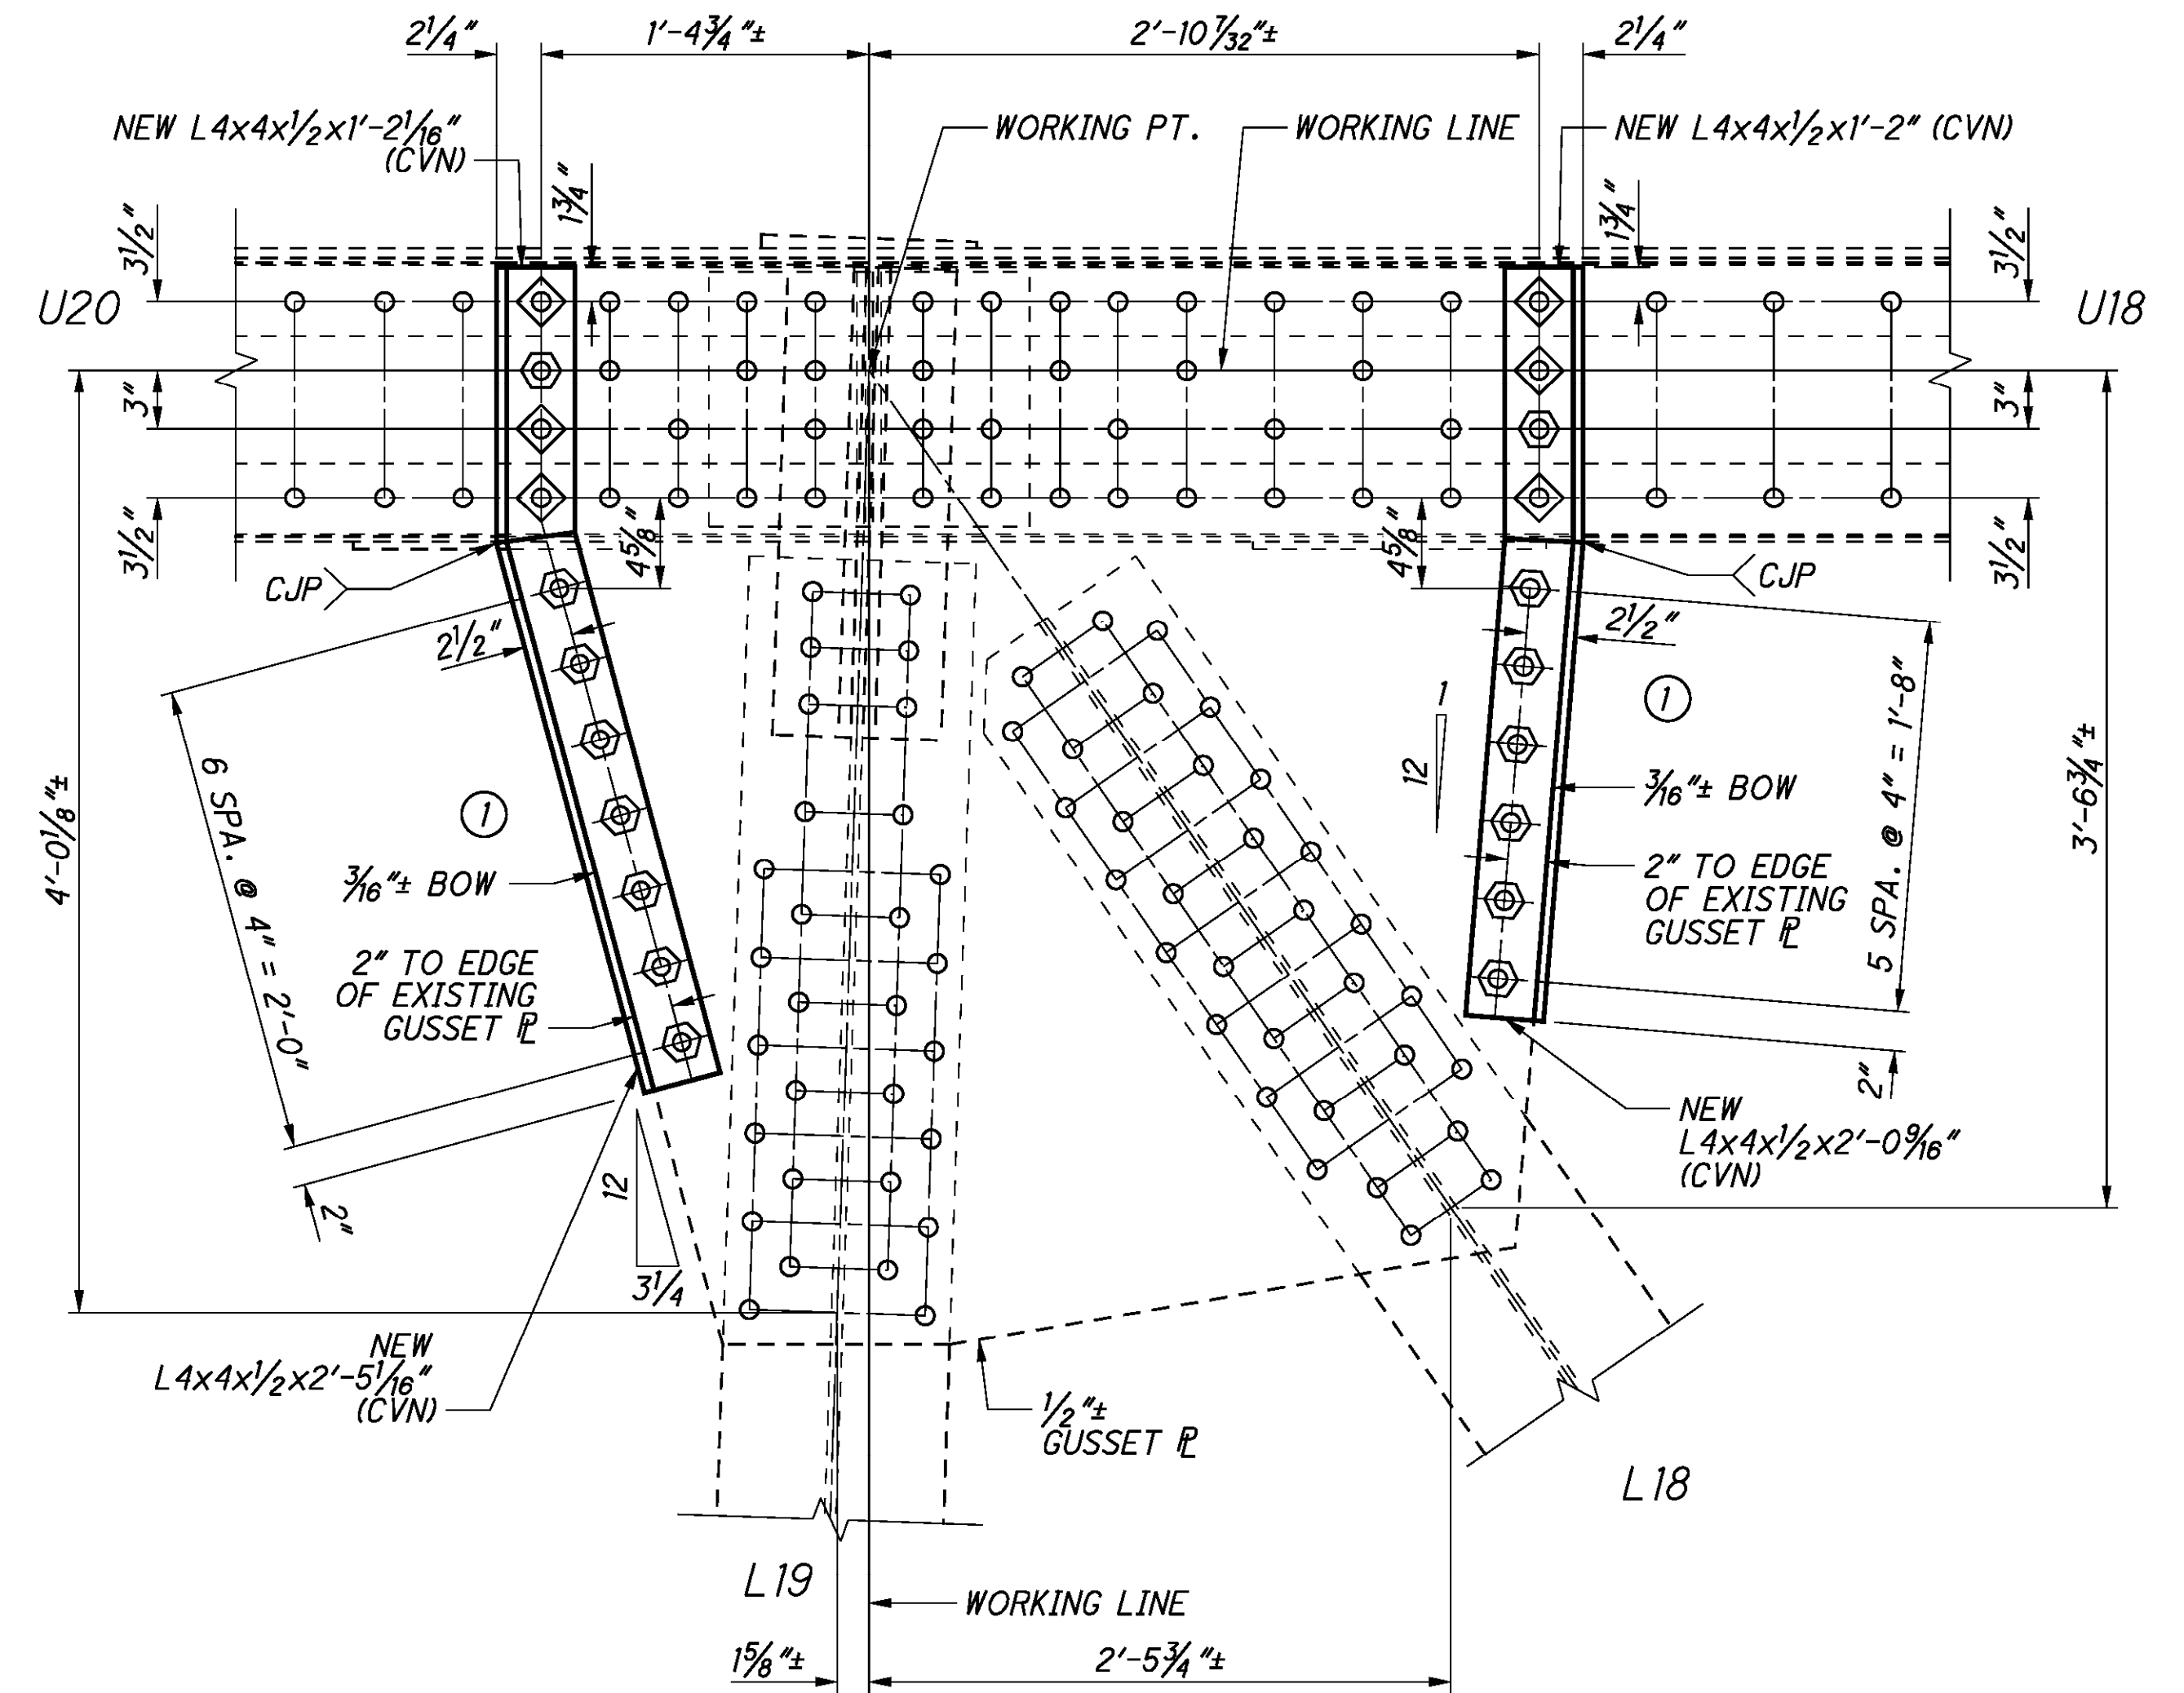 2 1/4"
1'-4 3/4"±
2'-10 7/32"±
2 1/4"
NEW L4x4x1/2x1'-2 1/16"
(CVN)
WORKING PT.
WORKING LINE
NEW L4x4x1/2x1'-2" (CVN)
1 3/4"
1 3/4"
3 1/2"
3 1/2"
U20
U18
3"
3"
3 1/2"
4 5/8"
4 5/8"
3 1/2"
CJP
CJP
2 1/2"
2 1/2"
1
12
1
1
6 SPA. @ 4" = 2'-0"
5 SPA. @ 4" = 1'-8"
4'-0 1/8"±
3'-6 3/4"±
3/16"± BOW
3/16"± BOW
2" TO EDGE
OF EXISTING
GUSSET ⅊
2" TO EDGE
OF EXISTING
GUSSET ⅊
2"
2"
12
3 1/4
NEW
L4x4x1/2x2'-0 9/16"
(CVN)
NEW
L4x4x1/2x2'-5 1/16"
(CVN)
1/2"±
GUSSET ⅊
L18
L19
WORKING LINE
1 5/8"±
2'-5 3/4"±